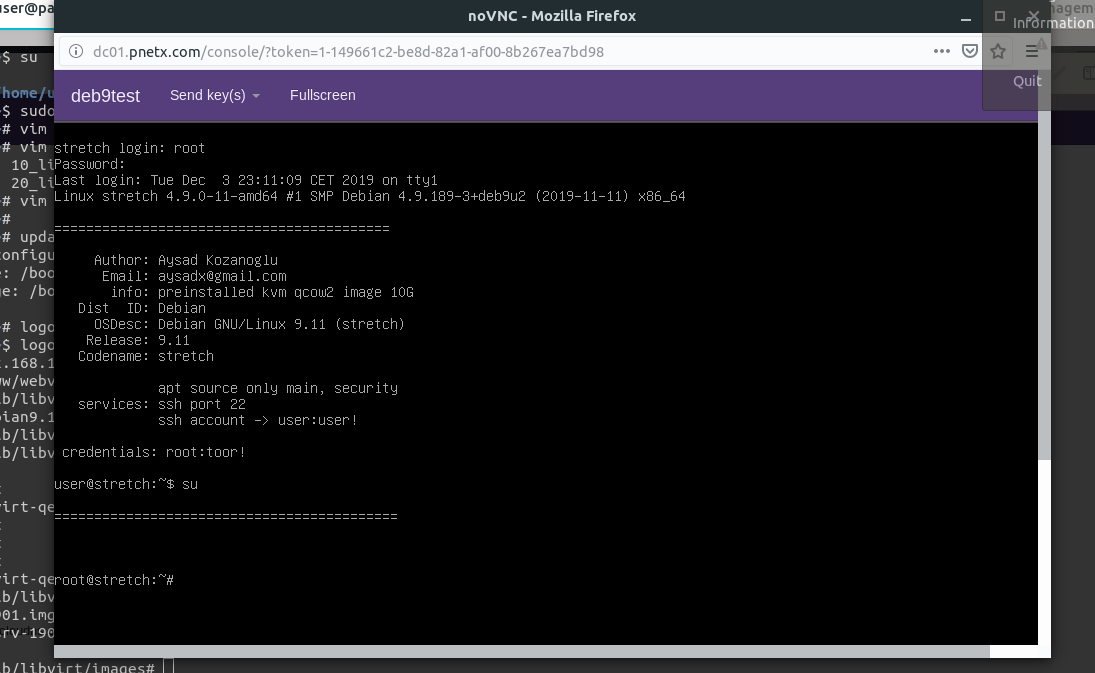 user@pa
noVNC - Mozilla Firefox
Information
Quit
dc01.pnetx.com/console/?token=1-149661c2-be8d-82a1-af00-8b267ea7bd98
deb9test Send key(s) Fullscreen
$ su
home/u
$ sudo
# vim
# vim
10_li
20_li
# vim
#
# upda
configu
e: /boo
ge: /bo
# logo
$ logo
.168.1
ww/webv
b/libv
bian9.1
b/libv
b/libv
virt-qe
virt-qe
b/libv
001.img
rv-190
b/libvirt/images#
stretch login: root
Password:
Last login: Tue Dec  3 23:11:09 CET 2019 on tty1
Linux stretch 4.9.0-11-amd64 #1 SMP Debian 4.9.189-3+deb9u2 (2019-11-11) x86_64
==========================================
Author: Aysad Kozanoglu
Email: aysadx@gmail.com
info: preinstalled kvm qcow2 image 10G
Dist  ID: Debian
OSDesc: Debian GNU/Linux 9.11 (stretch)
Release: 9.11
Codename: stretch
apt source only main, security
services: ssh port 22
ssh account -> user:user!
credentials: root:toor!
user@stretch:~$ su
===========================================
root@stretch:~#